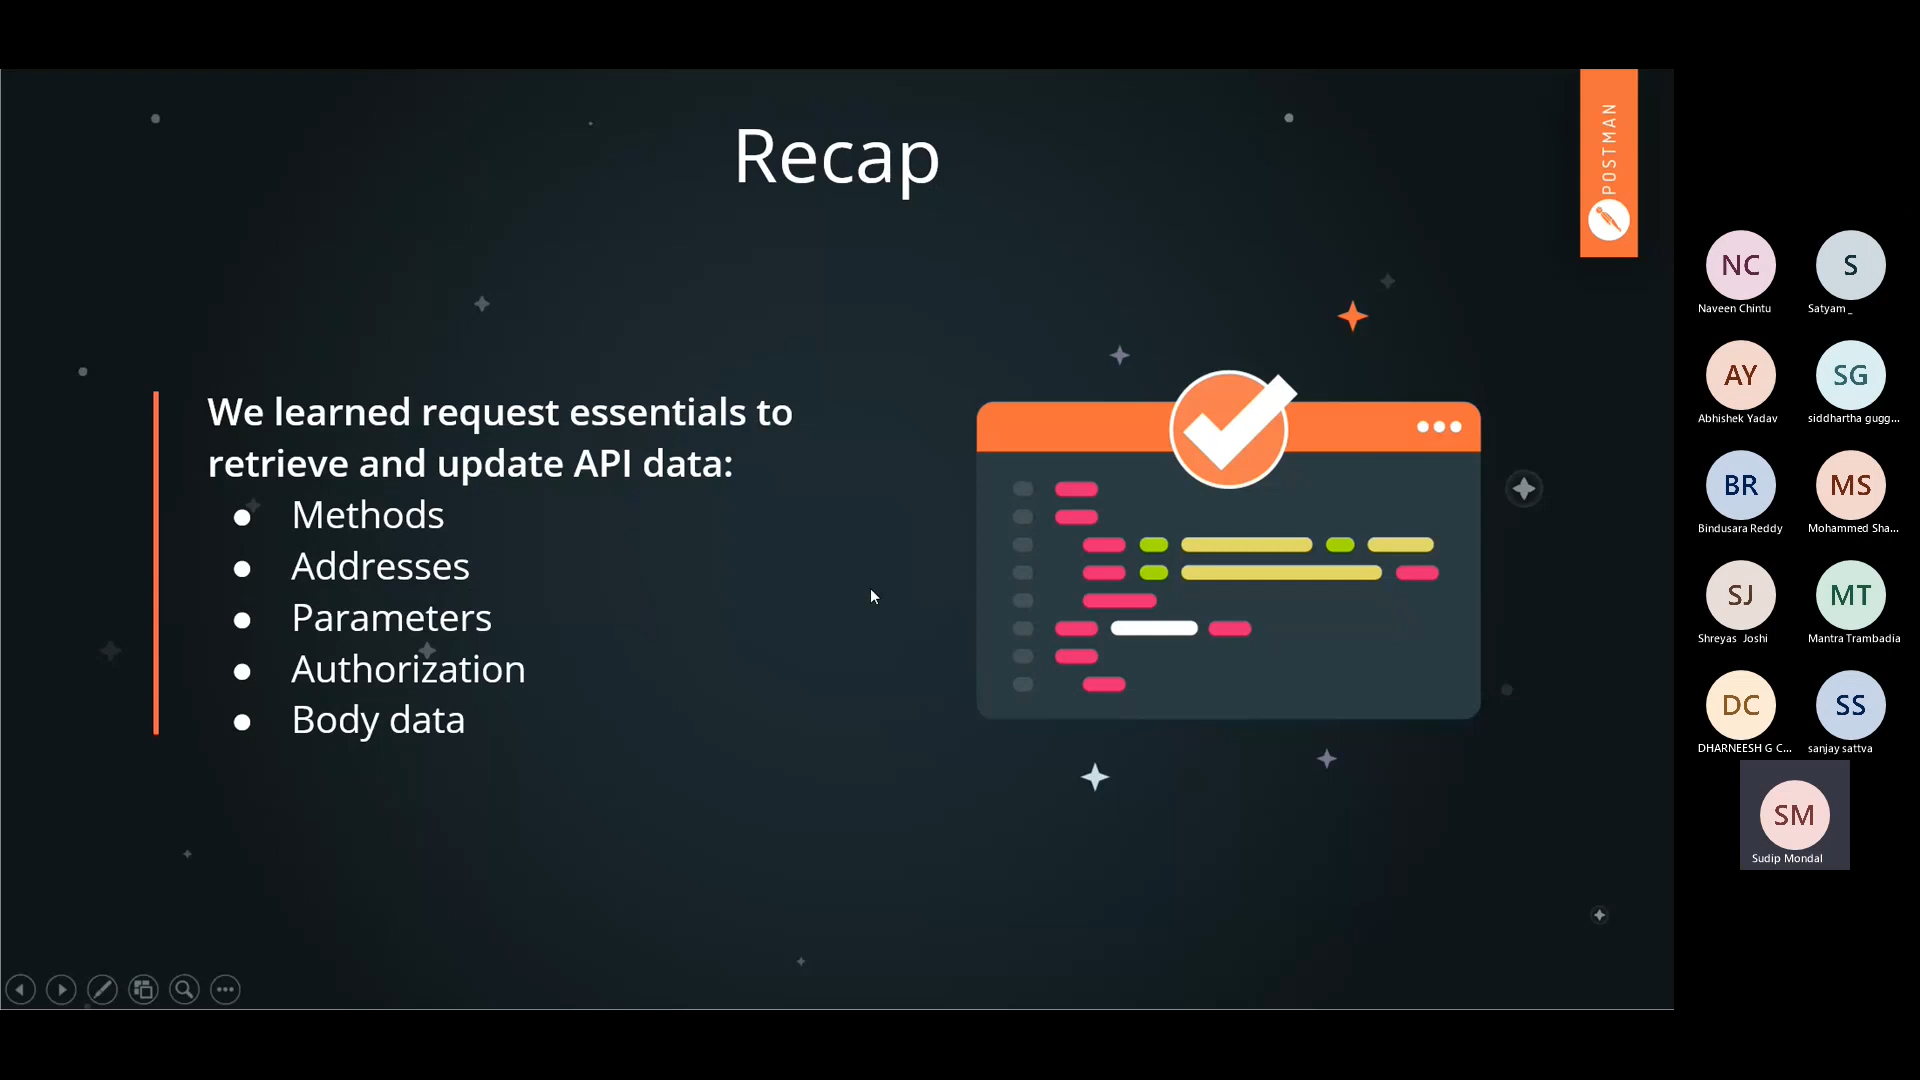 Recap
POSTMAN
We learned request essentials to
retrieve and update API data:
● Methods
● Addresses
● Parameters
● Authorization
● Body data
NC
Naveen Chintu
S
Satyam _
AY
Abhishek Yadav
SG
siddhartha gugg...
BR
Bindusara Reddy
MS
Mohammed Sha...
SJ
Shreyas Joshi
MT
Mantra Trambadia
DC
DHARNEESH G C...
SS
sanjay sattva
SM
Sudip Mondal